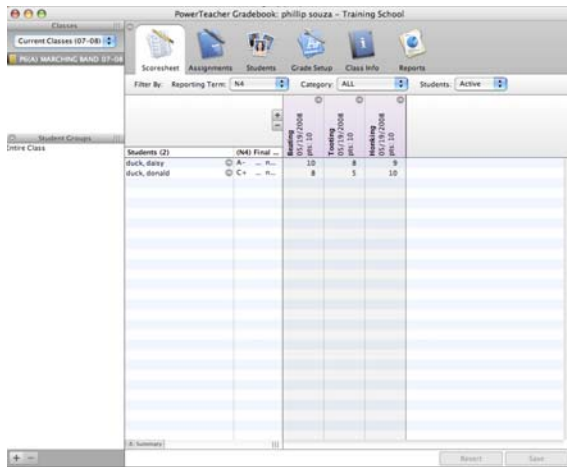 PowerTeacher Gradebook: phillip souza - Training School
Classes
Current Classes (07-08)
P6(A) MARCHING BAND 07-08
Scoresheet Assignments Students Grade Setup Class Info Reports
Filter By: Reporting Term: N4 Category: ALL Students: Active
Student Groups
Entire Class
Beating
05/19/2008
pts: 10
Tooting
05/19/2008
pts: 10
Honking
05/19/2008
pts: 10
Students (2) (N4) Final ...
duck, daisy A- ... n... 10 8 9
duck, donald C+ ... n... 8 5 10
Summary
Revert Save